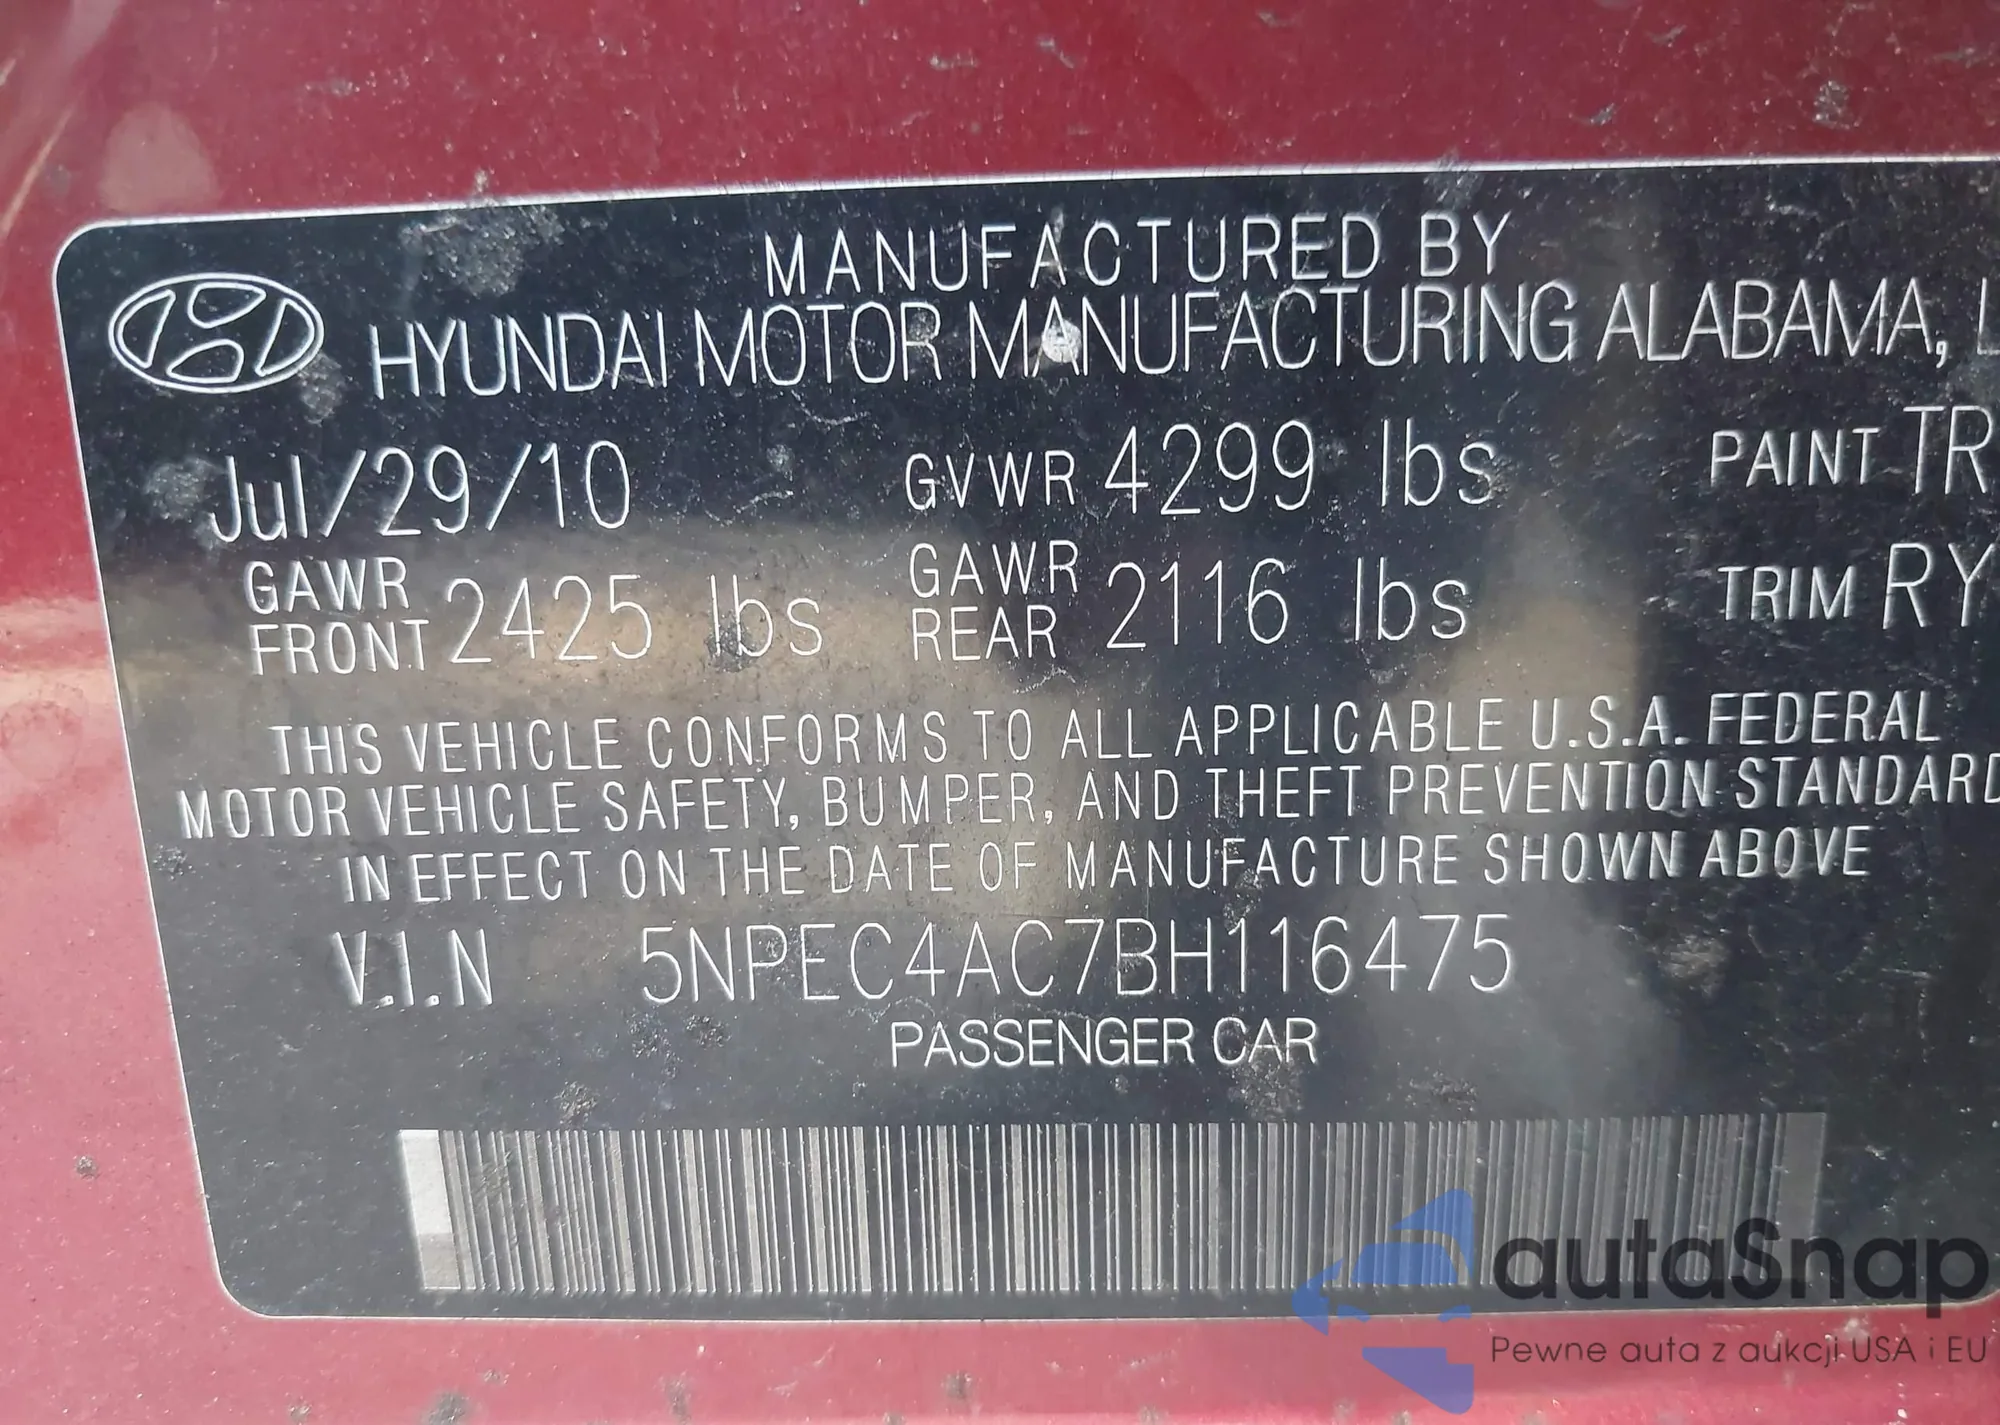 MANUFACTURED BY
HYUNDAI MOTOR MANUFACTURING ALABAMA, L
Jul/29/10 GVWR 4299 lbs PAINT TR
GAWR FRONT 2425 lbs GAWR REAR 2116 lbs TRIM RY
THIS VEHICLE CONFORMS TO ALL APPLICABLE U.S.A. FEDERAL
MOTOR VEHICLE SAFETY, BUMPER, AND THEFT PREVENTION STANDARD
IN EFFECT ON THE DATE OF MANUFACTURE SHOWN ABOVE
V.I.N 5NPEC4AC7BH116475
PASSENGER CAR
autaSnap
Pewne auta z aukcji USA i EU